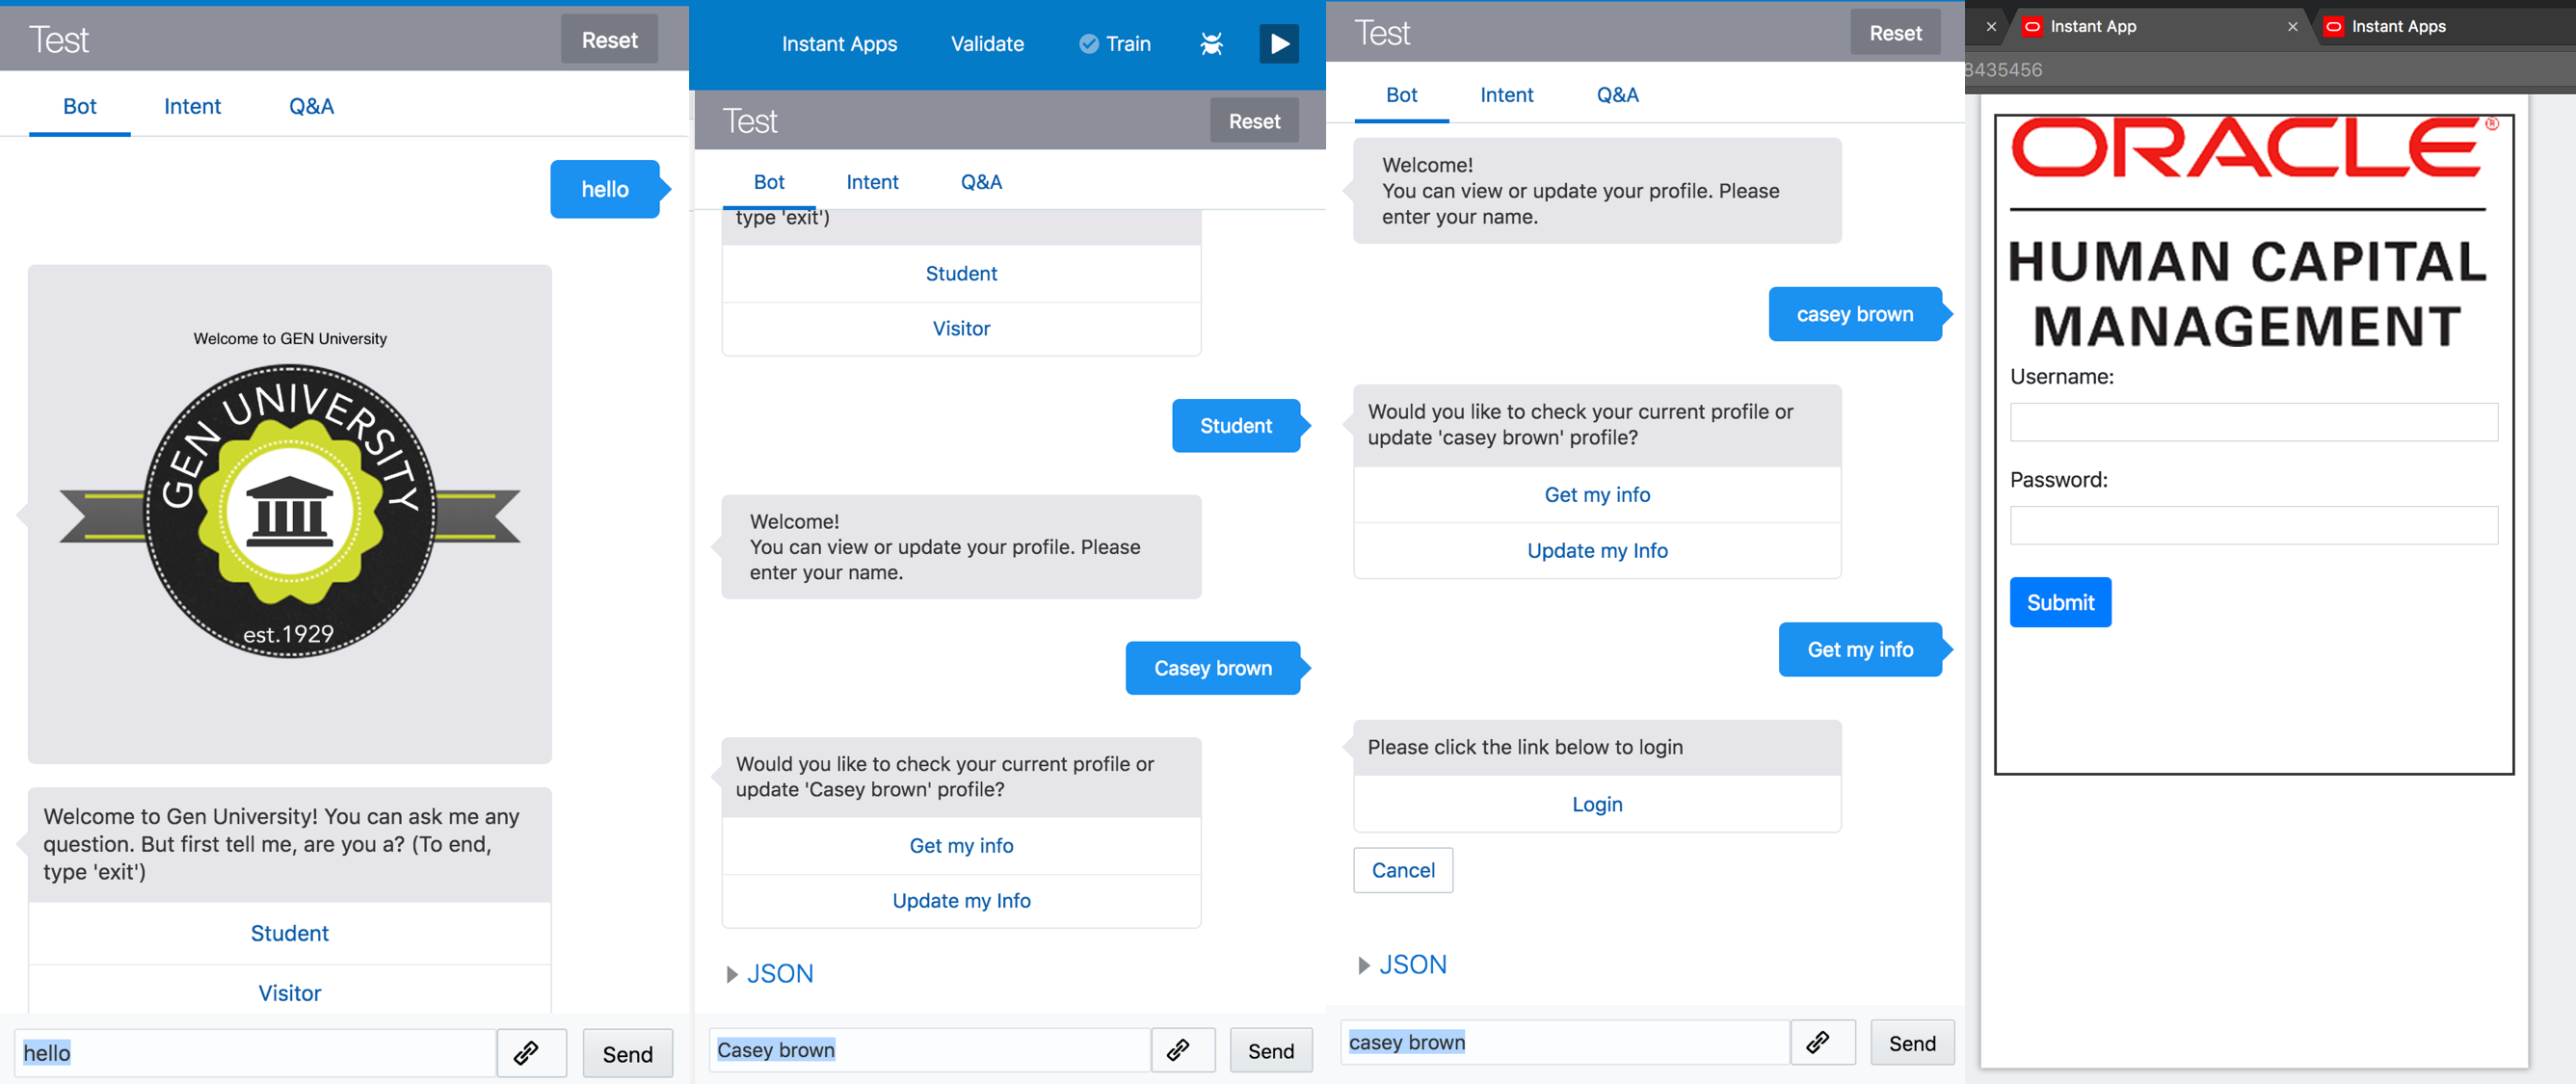 Test
Reset
Bot
Intent
Q&A
hello
Welcome to GEN University
GEN UNIVERSITY
est.1929
Welcome to Gen University! You can ask me any
question. But first tell me, are you a? (To end,
type 'exit')
Student
Visitor
hello
Send
Instant Apps
Validate
Train
Test
Reset
Bot
Intent
Q&A
type 'exit')
Student
Visitor
Student
Welcome!
You can view or update your profile. Please
enter your name.
Casey brown
Would you like to check your current profile or
update 'Casey brown' profile?
Get my info
Update my Info
JSON
Casey brown
Send
Test
Reset
Bot
Intent
Q&A
Welcome!
You can view or update your profile. Please
enter your name.
casey brown
Would you like to check your current profile or
update 'casey brown' profile?
Get my info
Update my Info
Get my info
Please click the link below to login
Login
Cancel
JSON
casey brown
Send
Instant App
Instant Apps
8435456
ORACLE®
HUMAN CAPITAL
MANAGEMENT
Username:
Password:
Submit